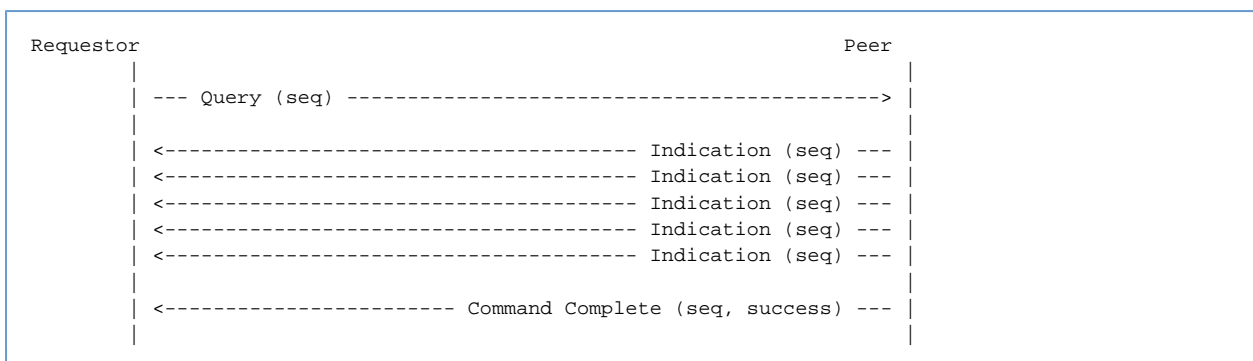 Requestor                                                  Peer
        |                                                               |
        | --- Query (seq) --------------------------------------------> |
        |                                                               |
        | <--------------------------------------- Indication (seq) --- |
        | <--------------------------------------- Indication (seq) --- |
        | <--------------------------------------- Indication (seq) --- |
        | <--------------------------------------- Indication (seq) --- |
        | <--------------------------------------- Indication (seq) --- |
        |                                                               |
        | <------------------------ Command Complete (seq, success) --- |
        |                                                               |